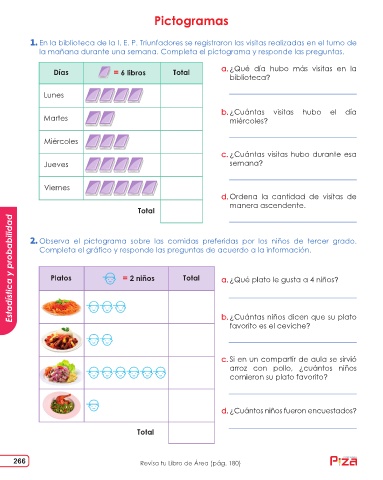 Pictogramas
1. En la biblioteca de la I. E. P. Triunfadores se registraron las visitas realizadas en el turno de
la mañana durante una semana. Completa el pictograma y responde las preguntas.
Días = 6 libros Total
Lunes
Martes
Miércoles
Jueves
Viernes
Total
a. ¿Qué día hubo más visitas en la
biblioteca?
b. ¿Cuántas visitas hubo el día
miércoles?
c. ¿Cuántas visitas hubo durante esa
semana?
d. Ordena la cantidad de visitas de
manera ascendente.
2. Observa el pictograma sobre las comidas preferidas por los niños de tercer grado.
Completa el gráfico y responde las preguntas de acuerdo a la información.
Platos = 2 niños Total
Total
a. ¿Qué plato le gusta a 4 niños?
b. ¿Cuántas niños dicen que su plato
favorito es el ceviche?
c. Si en un compartir de aula se sirvió
arroz con pollo, ¿cuántos niños
comieron su plato favorito?
d. ¿Cuántos niños fueron encuestados?
Estadística y probabilidad
266
Revisa tu Libro de Área (pág. 180)